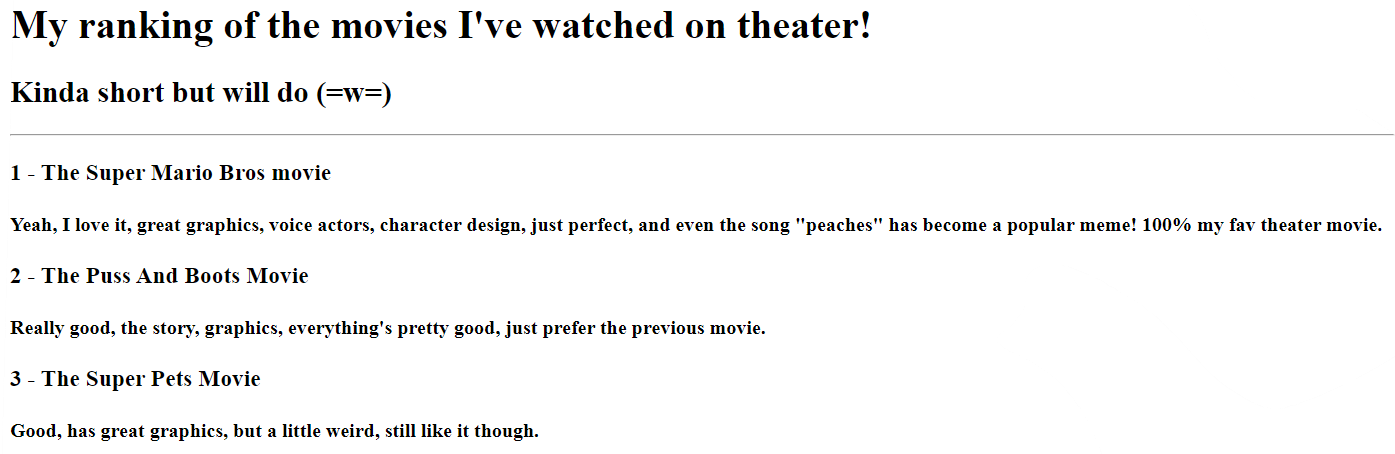 My ranking of the movies I've watched on theater!
Kinda short but will do (=w=)
1 - The Super Mario Bros movie
Yeah, I love it, great graphics, voice actors, character design, just perfect, and even the song "peaches" has become a popular meme! 100% my fav theater movie.
2 - The Puss And Boots Movie
Really good, the story, graphics, everything's pretty good, just prefer the previous movie.
3 - The Super Pets Movie
Good, has great graphics, but a little weird, still like it though.